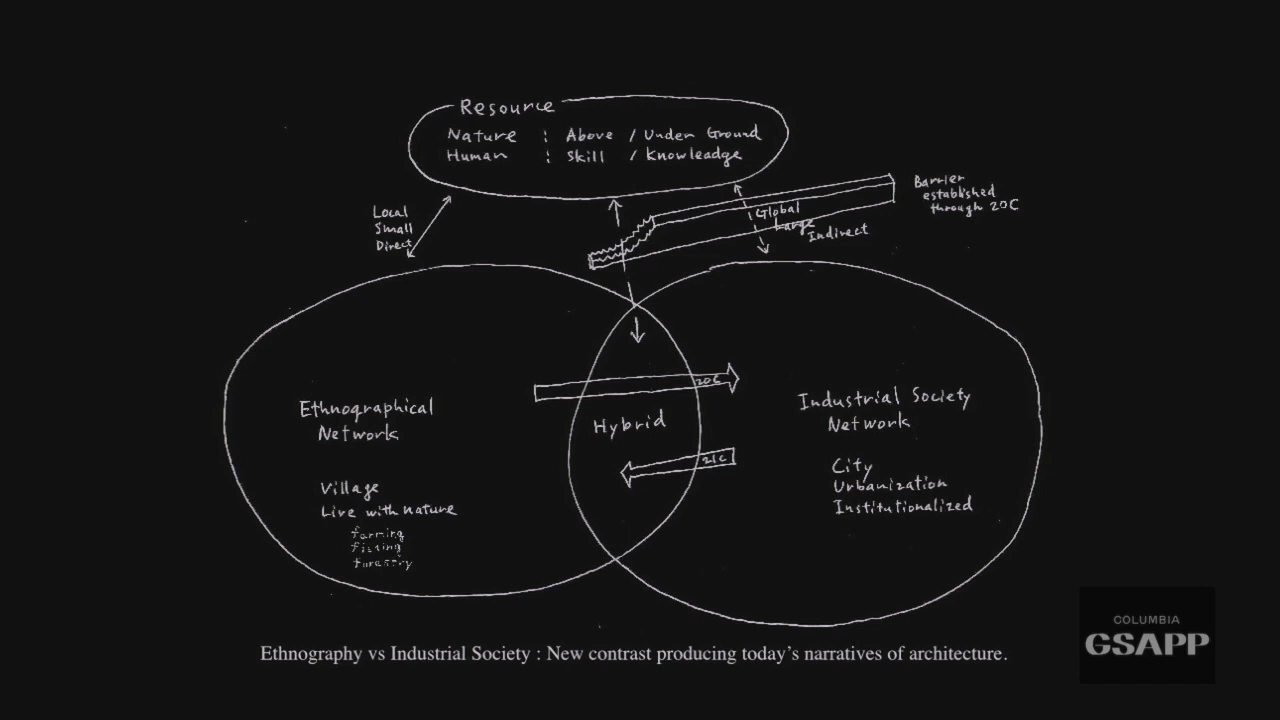 Resource
Nature : Above / Under Ground
Human : Skill / Knowleadge
Local
Small
Direct
Global
Large
Indirect
Barrier
established
through 20C
20C
Ethnographical
Network
Hybrid
Industrial Society
Network
21C
Village
Live with nature
farming
fishing
forestry
City
Urbanization
Institutionalized
Ethnography vs Industrial Society : New contrast producing today's narratives of architecture.
COLUMBIA
GSAPP